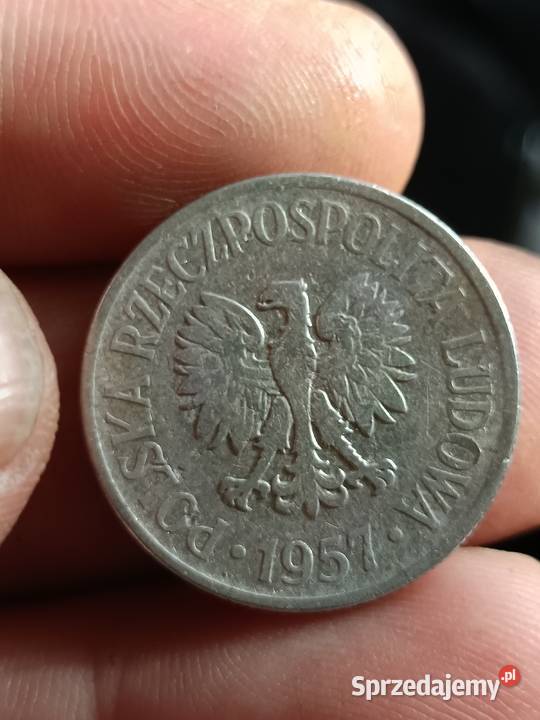 POLSKA RZECZPOSPOLITA LUDOWA
· 1957 ·
Sprzedajemy.pl